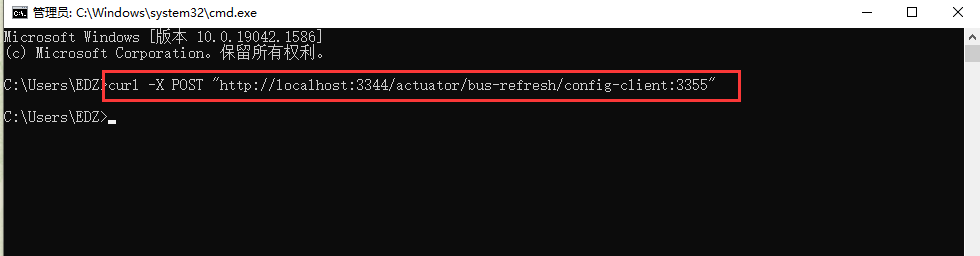 管理员: C:\Windows\system32\cmd.exe
Microsoft Windows [版本 10.0.19042.1586]
(c) Microsoft Corporation。保留所有权利。
C:\Users\EDZ>curl -X POST "http://localhost:3344/actuator/bus-refresh/config-client:3355"
C:\Users\EDZ>